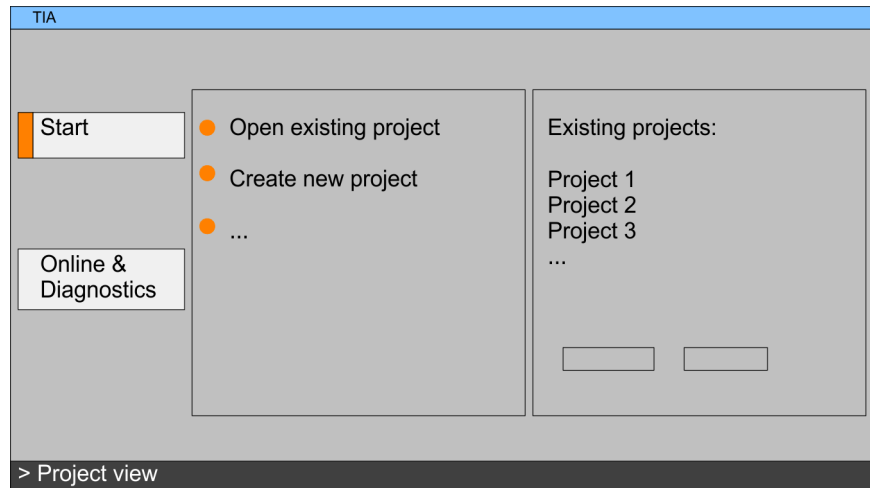 TIA
Start
Online &
Diagnostics
Open existing project
Create new project
...
Existing projects:
Project 1
Project 2
Project 3
...
> Project view